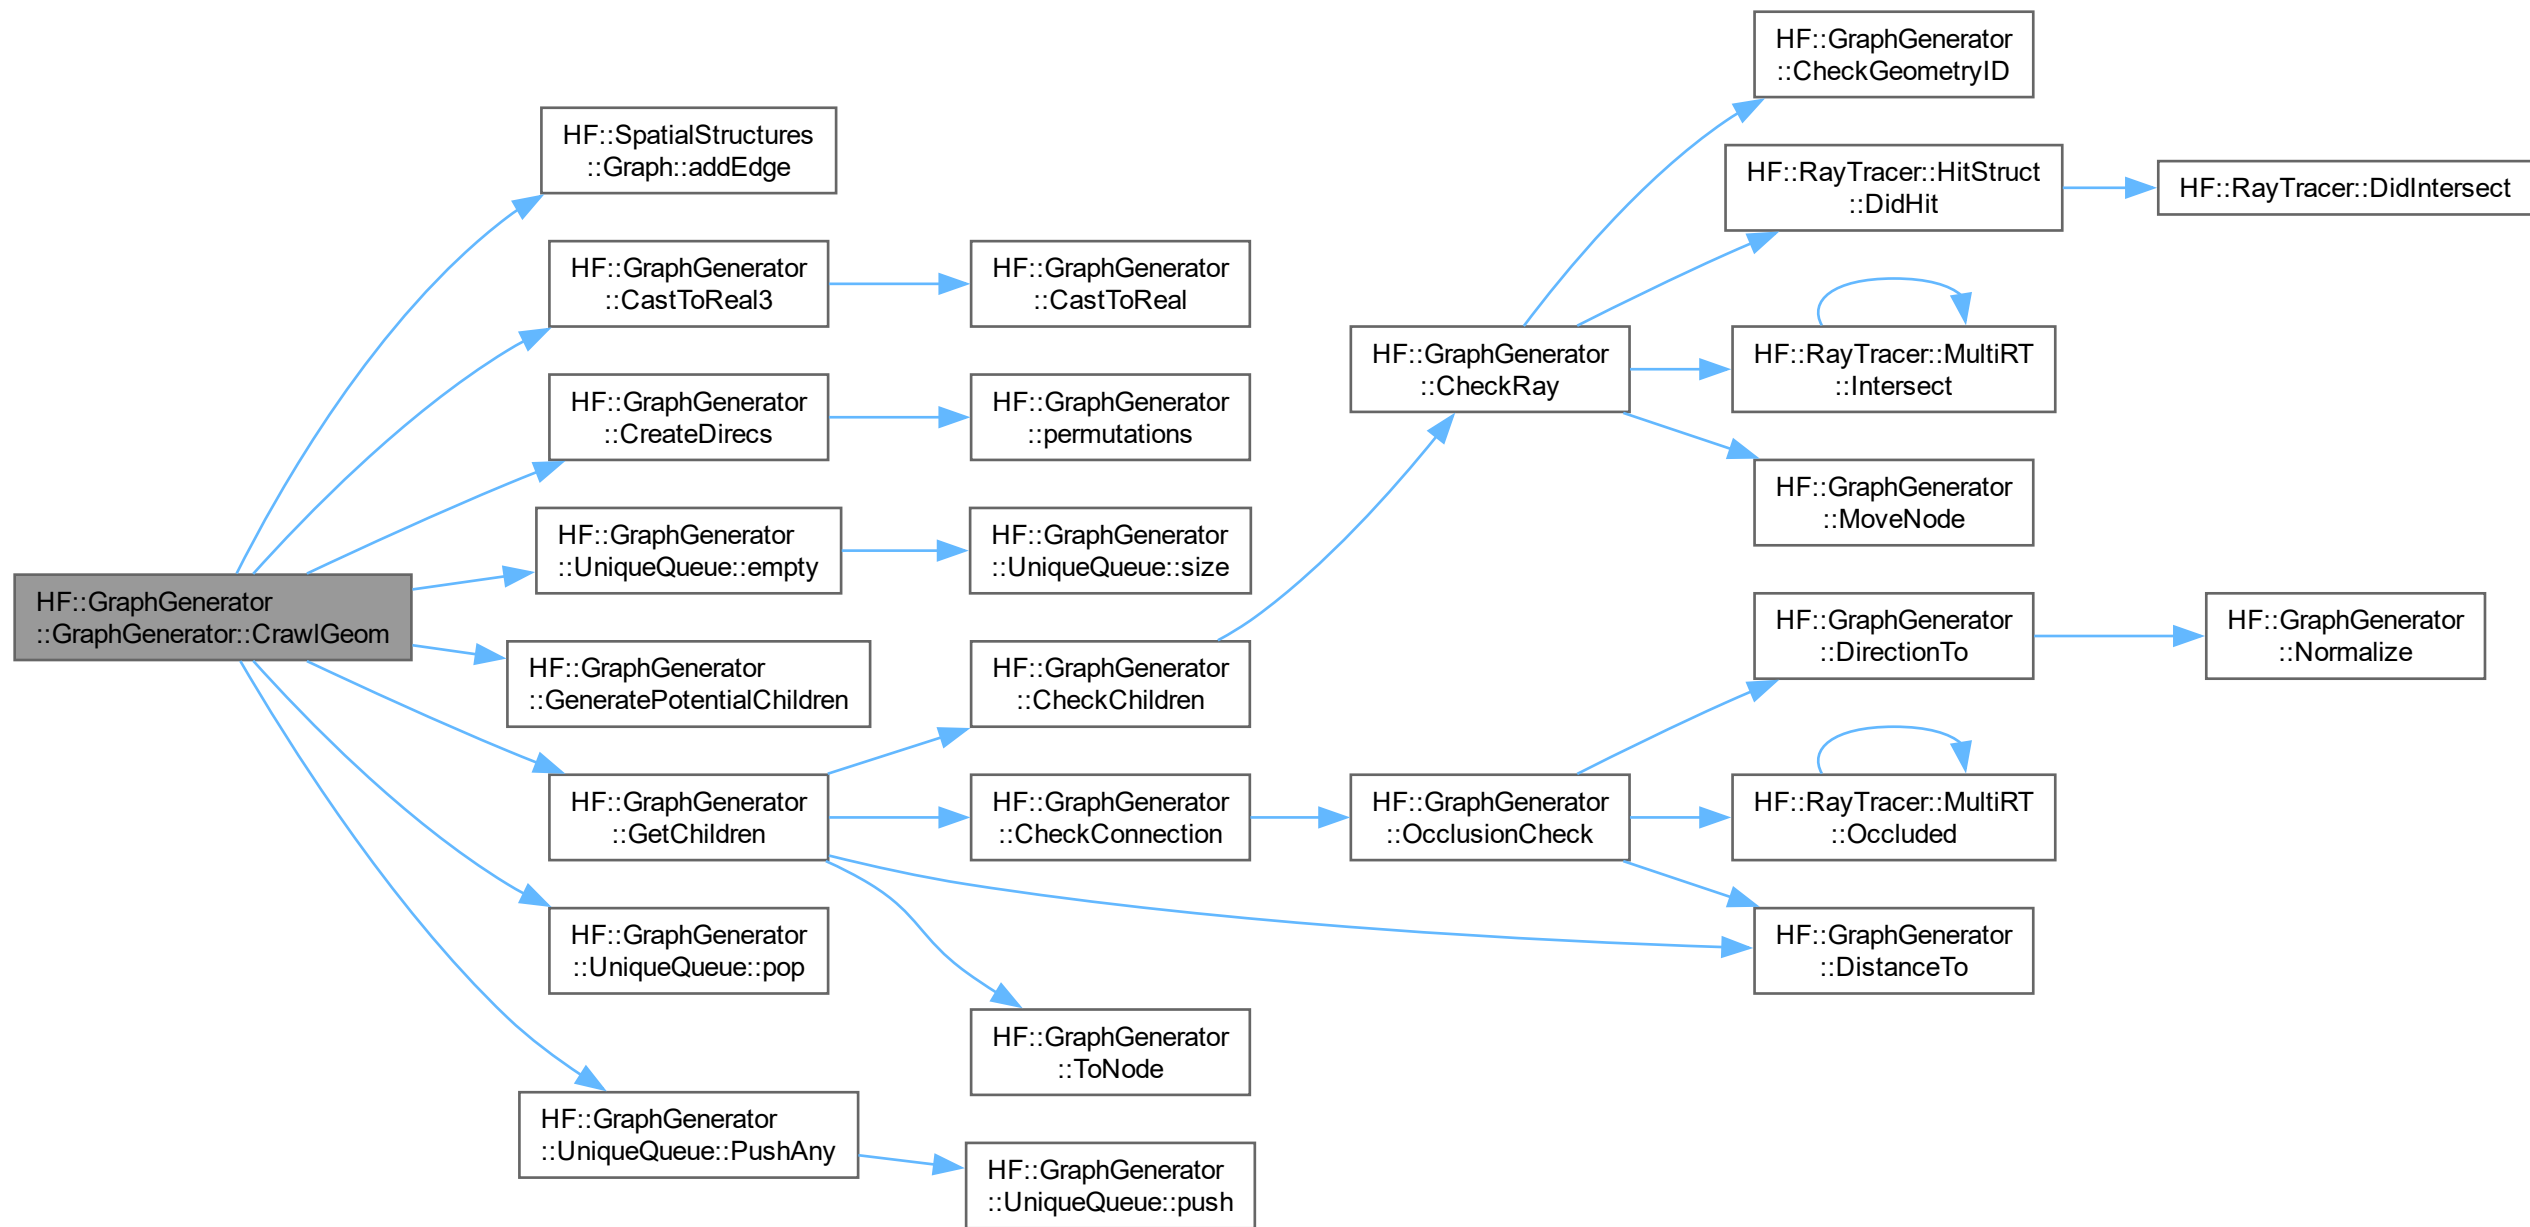 HF::GraphGenerator
::GraphGenerator::CrawlGeom
HF::SpatialStructures
::Graph::addEdge
HF::GraphGenerator
::CastToReal3
HF::GraphGenerator
::CastToReal
HF::GraphGenerator
::CreateDirecs
HF::GraphGenerator
::permutations
HF::GraphGenerator
::UniqueQueue::empty
HF::GraphGenerator
::UniqueQueue::size
HF::GraphGenerator
::GeneratePotentialChildren
HF::GraphGenerator
::GetChildren
HF::GraphGenerator
::CheckChildren
HF::GraphGenerator
::CheckRay
HF::GraphGenerator
::CheckGeometryID
HF::RayTracer::HitStruct
::DidHit
HF::RayTracer::DidIntersect
HF::RayTracer::MultiRT
::Intersect
HF::GraphGenerator
::MoveNode
HF::GraphGenerator
::CheckConnection
HF::GraphGenerator
::OcclusionCheck
HF::GraphGenerator
::DirectionTo
HF::GraphGenerator
::Normalize
HF::RayTracer::MultiRT
::Occluded
HF::GraphGenerator
::DistanceTo
HF::GraphGenerator
::ToNode
HF::GraphGenerator
::UniqueQueue::pop
HF::GraphGenerator
::UniqueQueue::PushAny
HF::GraphGenerator
::UniqueQueue::push